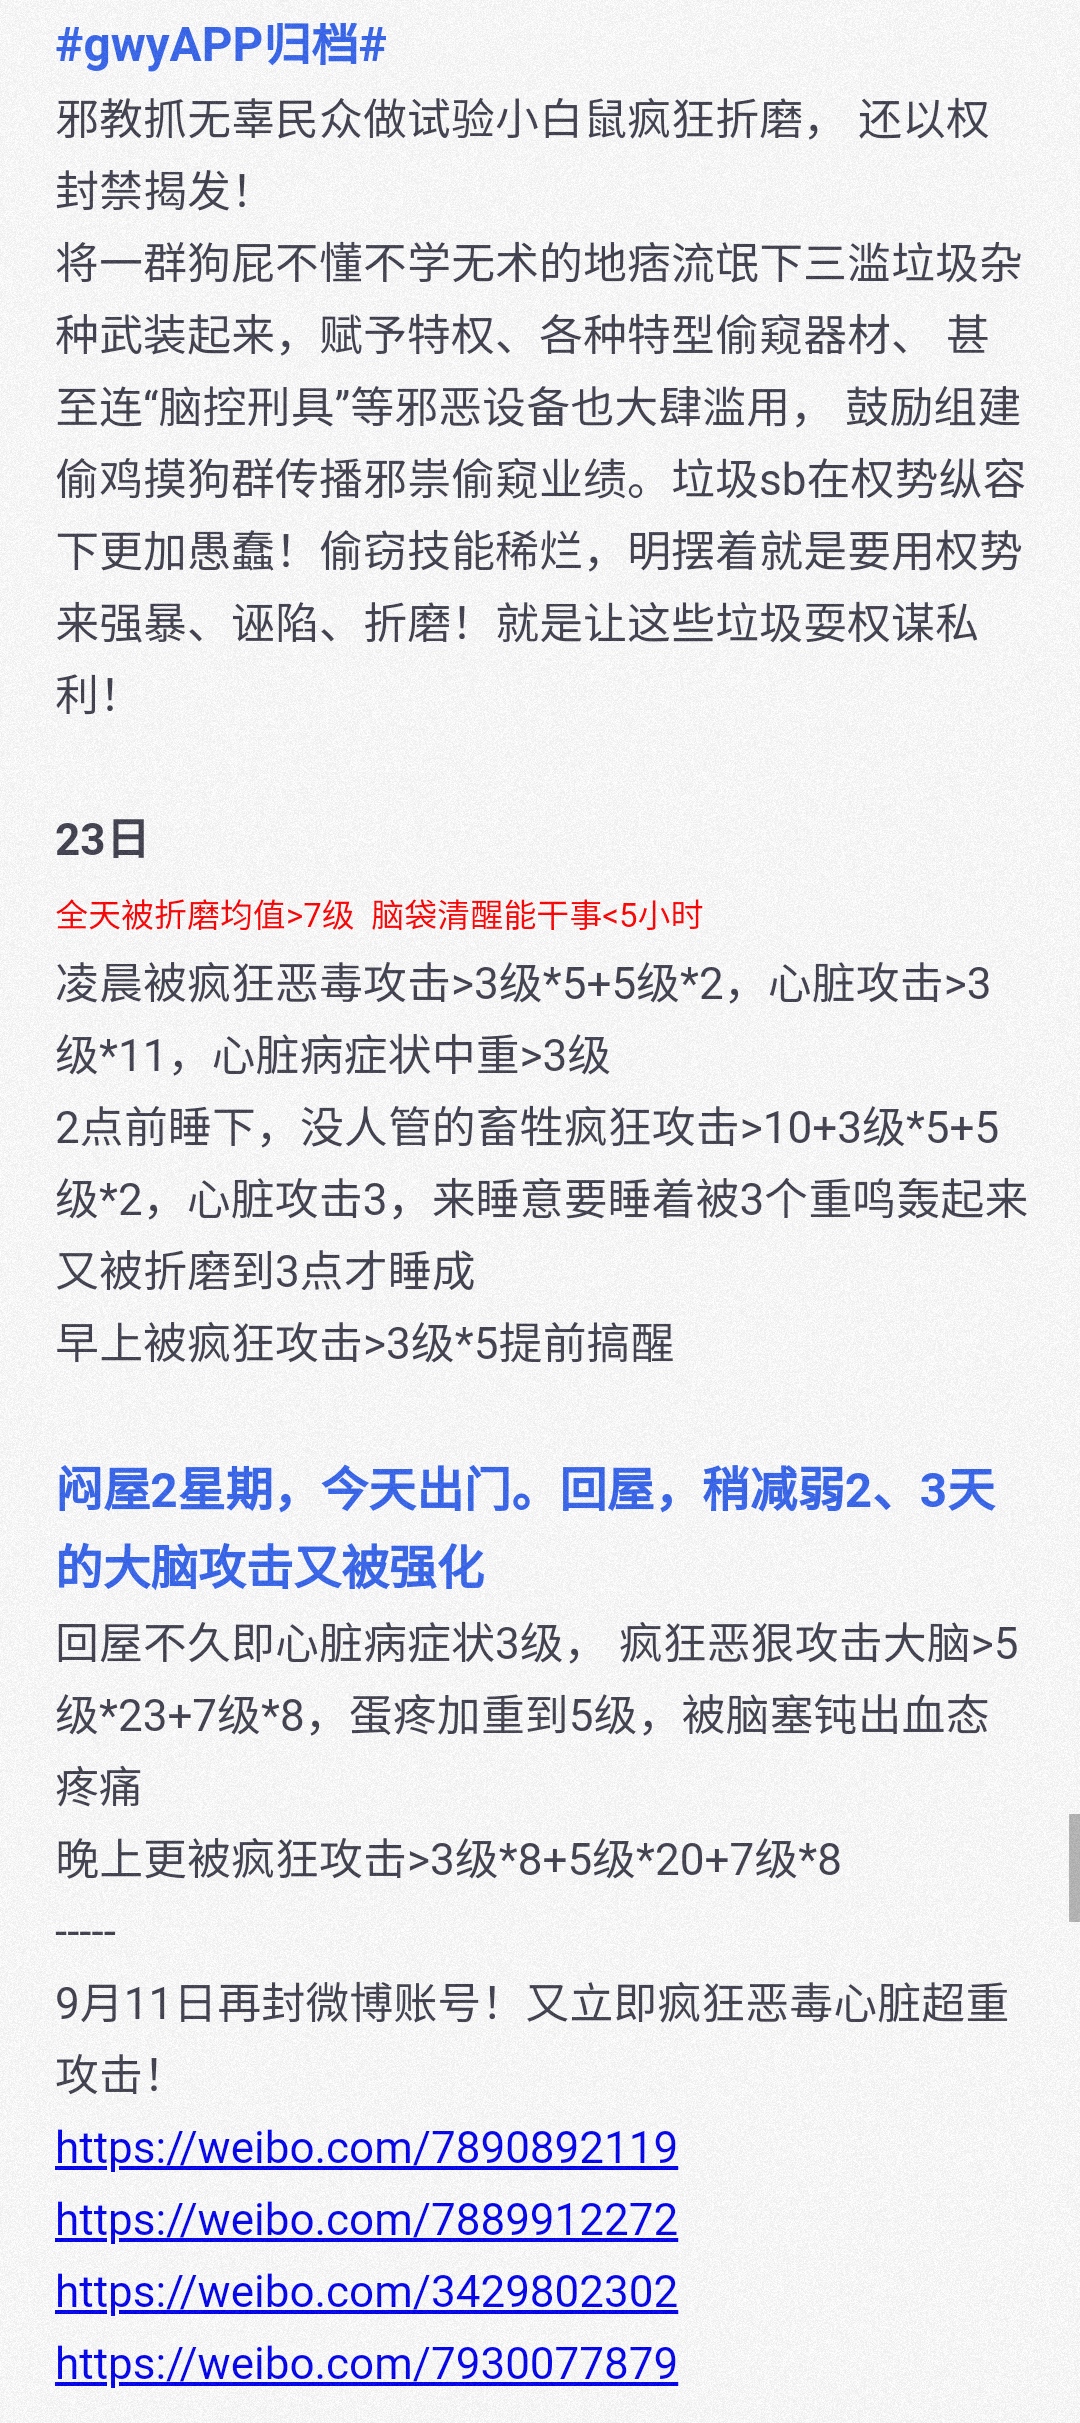 #gwyAPP归档#
邪教抓无辜民众做试验小白鼠疯狂折磨， 还以权
封禁揭发！
将一群狗屁不懂不学无术的地痞流氓下三滥垃圾杂
种武装起来，赋予特权、各种特型偷窥器材、 甚
至连“脑控刑具”等邪恶设备也大肆滥用， 鼓励组建
偷鸡摸狗群传播邪祟偷窥业绩。垃圾sb在权势纵容
下更加愚蠢！偷窃技能稀烂，明摆着就是要用权势
来强暴、诬陷、折磨！就是让这些垃圾耍权谋私
利！
23日
全天被折磨均值>7级 脑袋清醒能干事<5小时
凌晨被疯狂恶毒攻击>3级*5+5级*2，心脏攻击>3
级*11，心脏病症状中重>3级
2点前睡下，没人管的畜牲疯狂攻击>10+3级*5+5
级*2，心脏攻击3，来睡意要睡着被3个重鸣轰起来
又被折磨到3点才睡成
早上被疯狂攻击>3级*5提前搞醒
闷屋2星期，今天出门。回屋，稍减弱2、3天
的大脑攻击又被强化
回屋不久即心脏病症状3级， 疯狂恶狠攻击大脑>5
级*23+7级*8，蛋疼加重到5级，被脑塞钝出血态
疼痛
晚上更被疯狂攻击>3级*8+5级*20+7级*8
-----
9月11日再封微博账号！又立即疯狂恶毒心脏超重
攻击！
https://weibo.com/7890892119
https://weibo.com/7889912272
https://weibo.com/3429802302
https://weibo.com/7930077879